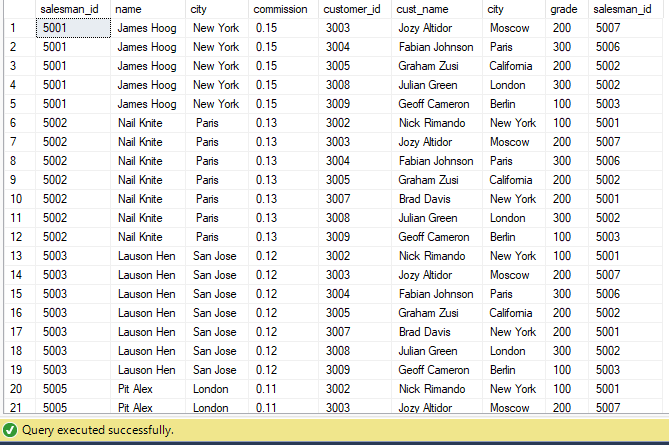 salesman_id name city commission customer_id cust_name city grade salesman_id
1 5001 James Hoog New York 0.15 3003 Jozy Altidor Moscow 200 5007
2 5001 James Hoog New York 0.15 3004 Fabian Johnson Paris 300 5006
3 5001 James Hoog New York 0.15 3005 Graham Zusi California 200 5002
4 5001 James Hoog New York 0.15 3008 Julian Green London 300 5002
5 5001 James Hoog New York 0.15 3009 Geoff Cameron Berlin 100 5003
6 5002 Nail Knite Paris 0.13 3002 Nick Rimando New York 100 5001
7 5002 Nail Knite Paris 0.13 3003 Jozy Altidor Moscow 200 5007
8 5002 Nail Knite Paris 0.13 3004 Fabian Johnson Paris 300 5006
9 5002 Nail Knite Paris 0.13 3005 Graham Zusi California 200 5002
10 5002 Nail Knite Paris 0.13 3007 Brad Davis New York 200 5001
11 5002 Nail Knite Paris 0.13 3008 Julian Green London 300 5002
12 5002 Nail Knite Paris 0.13 3009 Geoff Cameron Berlin 100 5003
13 5003 Lauson Hen San Jose 0.12 3002 Nick Rimando New York 100 5001
14 5003 Lauson Hen San Jose 0.12 3003 Jozy Altidor Moscow 200 5007
15 5003 Lauson Hen San Jose 0.12 3004 Fabian Johnson Paris 300 5006
16 5003 Lauson Hen San Jose 0.12 3005 Graham Zusi California 200 5002
17 5003 Lauson Hen San Jose 0.12 3007 Brad Davis New York 200 5001
18 5003 Lauson Hen San Jose 0.12 3008 Julian Green London 300 5002
19 5003 Lauson Hen San Jose 0.12 3009 Geoff Cameron Berlin 100 5003
20 5005 Pit Alex London 0.11 3002 Nick Rimando New York 100 5001
21 5005 Pit Alex London 0.11 3003 Jozy Altidor Moscow 200 5007
Query executed successfully.